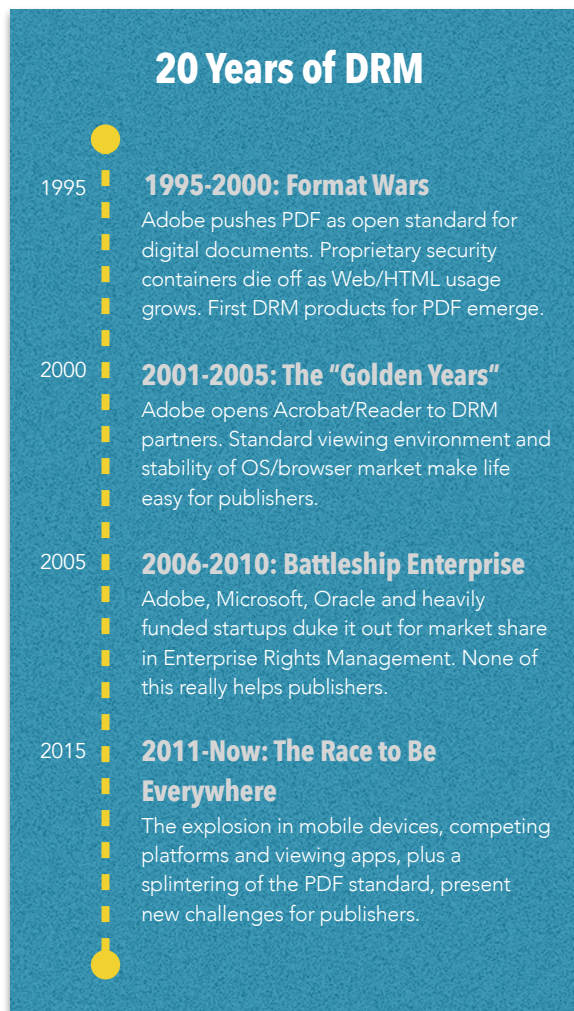 20 Years of DRM
1995
1995-2000: Format Wars
Adobe pushes PDF as open standard for
digital documents. Proprietary security
containers die off as Web/HTML usage
grows. First DRM products for PDF emerge.
2000
2001-2005: The “Golden Years”
Adobe opens Acrobat/Reader to DRM
partners. Standard viewing environment and
stability of OS/browser market make life
easy for publishers.
2005
2006-2010: Battleship Enterprise
Adobe, Microsoft, Oracle and heavily
funded startups duke it out for market share
in Enterprise Rights Management. None of
this really helps publishers.
2015
2011-Now: The Race to Be
Everywhere
The explosion in mobile devices, competing
platforms and viewing apps, plus a
splintering of the PDF standard, present
new challenges for publishers.